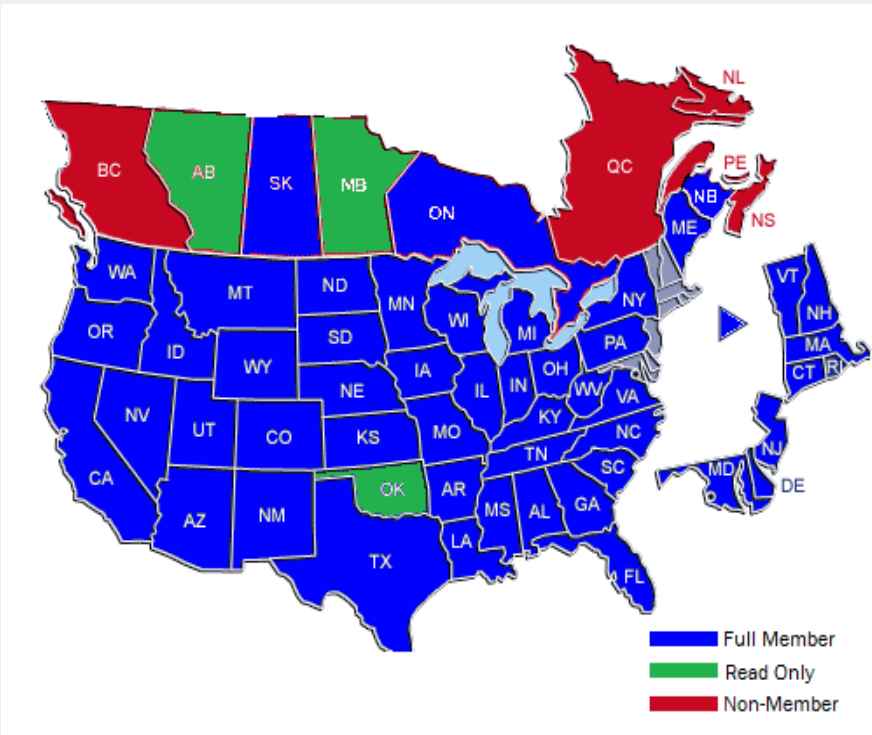 NL
BC
AB
SK
MB
ON
QC
PE
NB
NS
ME
WA
MT
ND
MN
OR
ID
WY
SD
WI
MI
NY
PA
VT
NH
MA
CT
RI
NV
UT
CO
NE
IA
IL
IN
OH
WV
VA
KS
MO
KY
CA
AZ
NM
OK
AR
TN
NC
SC
MS
AL
GA
LA
TX
FL
NJ
MD
DE
Full Member
Read Only
Non-Member